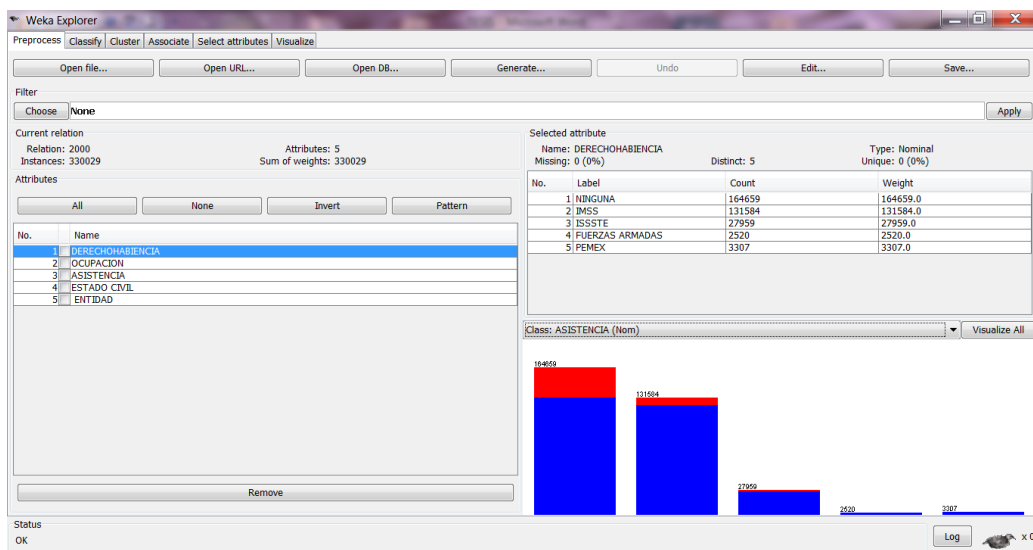 Weka Explorer
Preprocess Classify Cluster Associate Select attributes Visualize
Open file... Open URL... Open DB... Generate... Undo Edit... Save...
Filter
Choose None Apply
Current relation
Relation: 2000 Attributes: 5
Instances: 330029 Sum of weights: 330029
Attributes
All None Invert Pattern
No. Name
1 DERECHOHABIENCIA
2 OCUPACION
3 ASISTENCIA
4 ESTADO CIVIL
5 ENTIDAD
Remove
Selected attribute
Name: DERECHOHABIENCIA Type: Nominal
Missing: 0 (0%) Distinct: 5 Unique: 0 (0%)
No. Label Count Weight
1 NINGUNA 164659 164659.0
2 IMSS 131584 131584.0
3 ISSSTE 27959 27959.0
4 FUERZAS ARMADAS 2520 2520.0
5 PEMEX 3307 3307.0
Class: ASISTENCIA (Nom) Visualize All
164659
131584
27959
2520
3307
Status
OK
Log